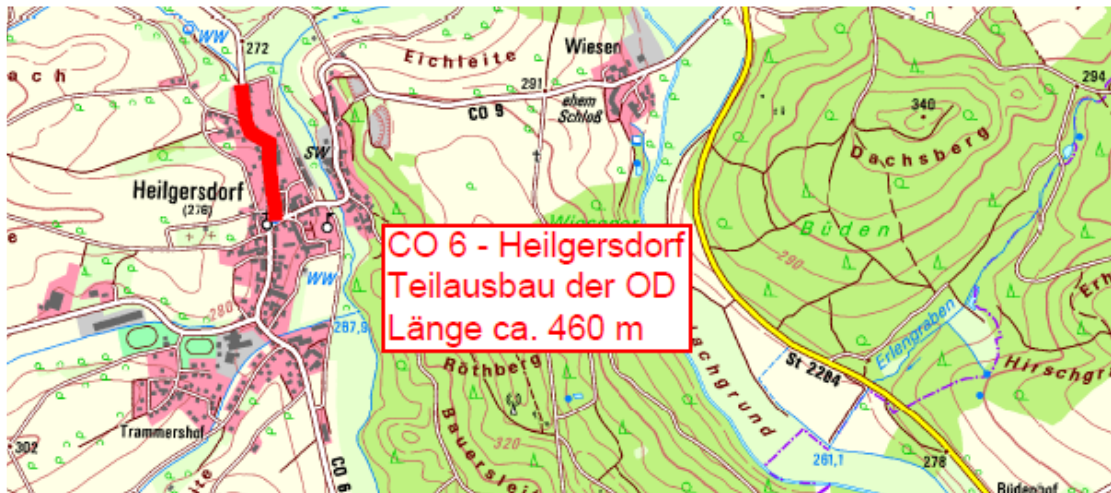 WW
272
Eichleite
Wiesen
294
ach
291
ehem
Schloß
CO 9
340
Dachsberg
SW
Heilgersdorf
(276)
Büden
CO 6 - Heilgersdorf
Teilausbau der OD
Länge ca. 460 m
290
WW
280
287,9
Erlengraben
St 2284
Hirschgr
Röthberg
Trammershof
302
Bauersleit
320
CO 6
261,1
278
Büdenhof